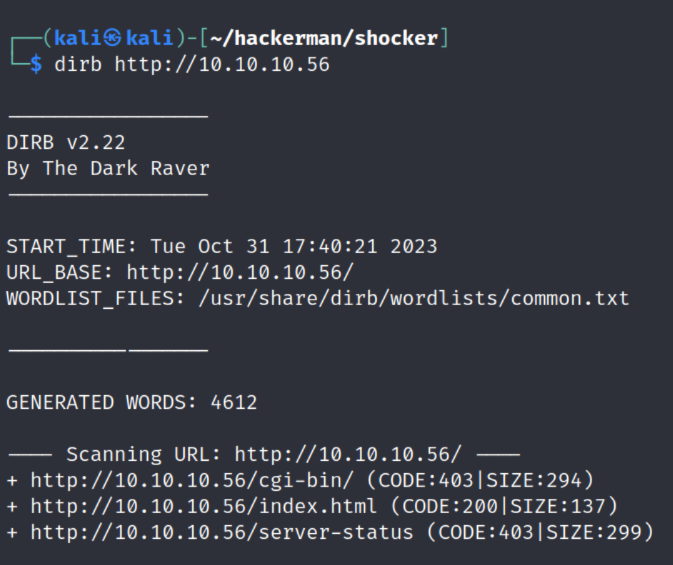 ┌──(kali㉿kali)-[~/hackerman/shocker]
└─$ dirb http://10.10.10.56
-----------------
DIRB v2.22
By The Dark Raver
-----------------
START_TIME: Tue Oct 31 17:40:21 2023
URL_BASE: http://10.10.10.56/
WORDLIST_FILES: /usr/share/dirb/wordlists/common.txt
-----------------
GENERATED WORDS: 4612
---- Scanning URL: http://10.10.10.56/ ----
+ http://10.10.10.56/cgi-bin/ (CODE:403|SIZE:294)
+ http://10.10.10.56/index.html (CODE:200|SIZE:137)
+ http://10.10.10.56/server-status (CODE:403|SIZE:299)